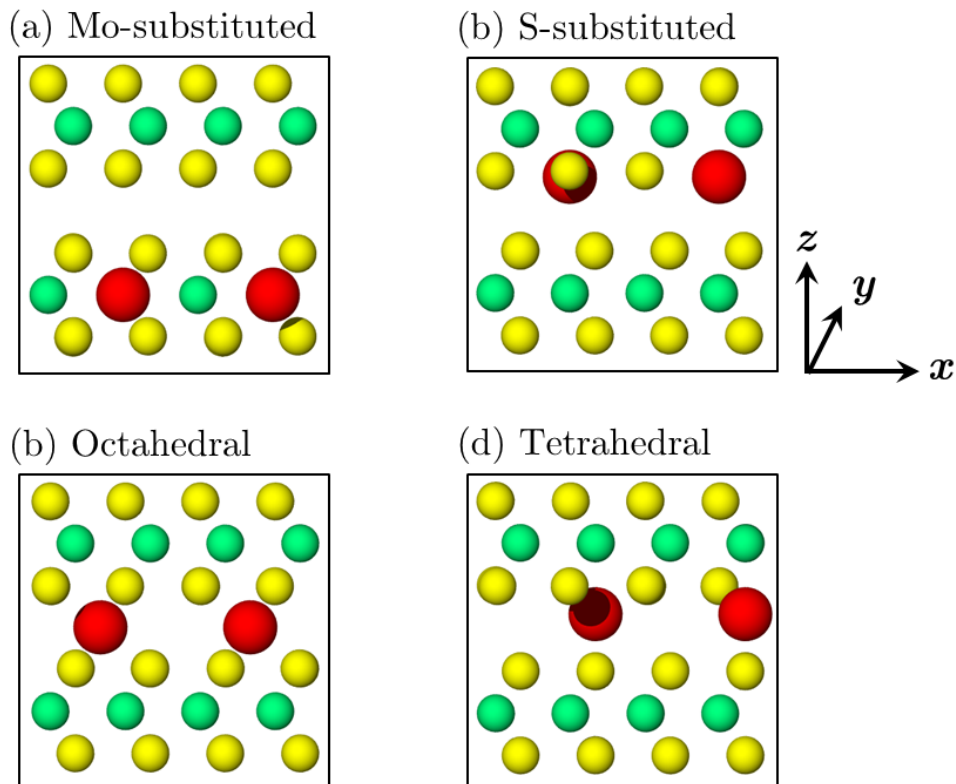 (a) Mo-substituted
(b) S-substituted
z
y
x
(b) Octahedral
(d) Tetrahedral